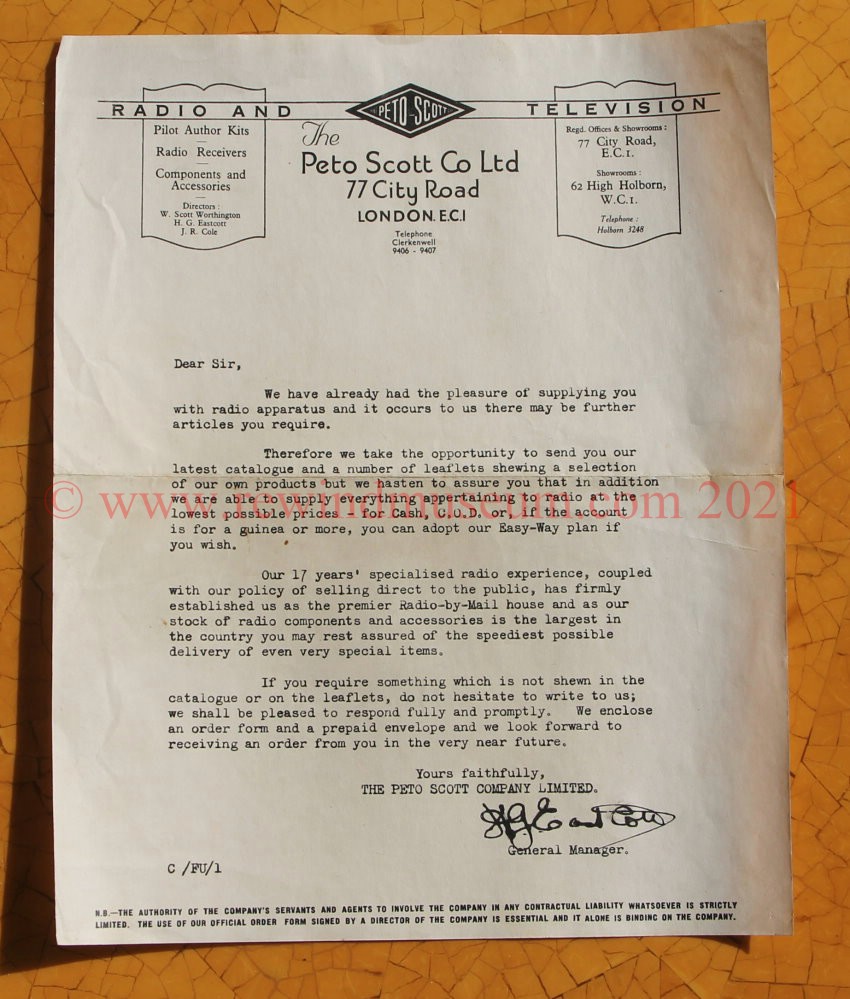 RADIO AND
PETO-SCOTT
TELEVISION
Pilot Author Kits
Radio Receivers
Components and
Accessories
Directors:
W. Scott Worthington
H. G. Eastcott
J. R. Cole
The
Peto Scott Co Ltd
77 City Road
LONDON. E.C.1
Telephone
Clerkenwell
9406 - 9407
Regd. Offices & Showrooms:
77 City Road,
E.C.1.
Showrooms:
62 High Holborn,
W.C.1.
Telephone:
Holborn 3248
Dear Sir,
We have already had the pleasure of supplying you
with radio apparatus and it occurs to us there may be further
articles you require.
Therefore we take the opportunity to send you our
latest catalogue and a number of leaflets shewing a selection
of our own products but we hasten to assure you that in addition
we are able to supply everything appertaining to radio at the
lowest possible prices - for Cash, C.O.D. or, if the account
is for a guinea or more, you can adopt our Easy-Way plan if
you wish.
© www.rewindmuseum.com 2021
Our 17 years' specialised radio experience, coupled
with our policy of selling direct to the public, has firmly
established us as the premier Radio-by-Mail house and as our
stock of radio components and accessories is the largest in
the country you may rest assured of the speediest possible
delivery of even very special items.
If you require something which is not shewn in the
catalogue or on the leaflets, do not hesitate to write to us;
we shall be pleased to respond fully and promptly. We enclose
an order form and a prepaid envelope and we look forward to
receiving an order from you in the very near future.
Yours faithfully,
THE PETO SCOTT COMPANY LIMITED.
H G Eastcott
General Manager.
C /FU/1
N.B.—THE AUTHORITY OF THE COMPANY'S SERVANTS AND AGENTS TO INVOLVE THE COMPANY IN ANY CONTRACTUAL LIABILITY WHATSOEVER IS STRICTLY
LIMITED. THE USE OF OUR OFFICIAL ORDER FORM SIGNED BY A DIRECTOR OF THE COMPANY IS ESSENTIAL AND IT ALONE IS BINDING ON THE COMPANY.